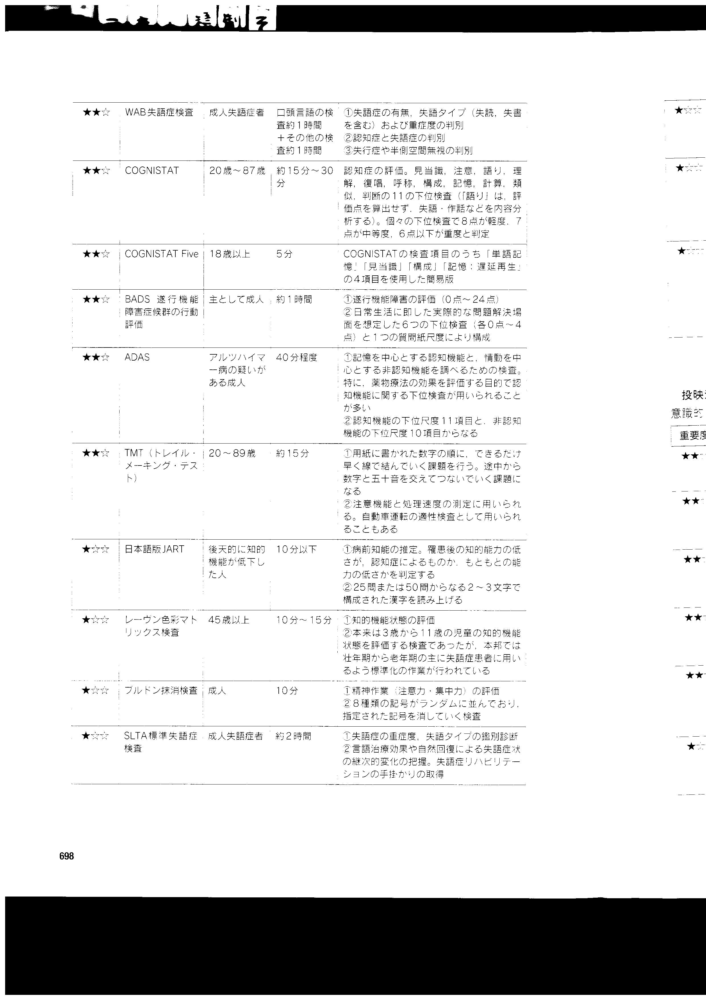 ★★☆ WAB失語症検査 成人失語症者 口頭言語の検査約1時間＋その他の検査約1時間
①失語症の有無，失語タイプ（失読，失書
を含む）および重症度の判別
②認知症と失語症の判別
③失行症や半側空間無視の判別
★★☆ COGNISTAT 20歳～87歳 約15分～30分
認知症の評価。見当識，注意，語り，理
解，復唱，呼称，構成，記憶，計算，類
似，判断の11の下位検査（「語り」は，評
価点を算出せず，失語・作話などを内容分
析する）。個々の下位検査で8点が軽度，7
点が中等度，6点以下が重度と判定
★★☆ COGNISTAT Five 18歳以上 5分
COGNISTATの検査項目のうち「単語記
憶」「見当識」「構成」「記憶：遅延再生」
の4項目を使用した簡易版
★★☆ BADS 遂行機能障害症候群の行動評価 主として成人 約1時間
①遂行機能障害の評価（0点～24点）
②日常生活に即した実際的な問題解決場
面を想定した6つの下位検査（各0点～4
点）と1つの質問紙尺度により構成
★★☆ ADAS アルツハイマー病の疑いがある成人 40分程度
①記憶を中心とする認知機能と，情動を中
心とする非認知機能を調べるための検査。
特に，薬物療法の効果を評価する目的で認
知機能に関する下位検査が用いられること
が多い
②認知機能の下位尺度11項目と，非認知
機能の下位尺度10項目からなる
★★☆ TMT（トレイル・メーキング・テスト） 20～89歳 約15分
①用紙に書かれた数字の順に，できるだけ
早く線で結んでいく課題を行う。途中から
数字と五十音を交えてつないでいく課題に
なる
②注意機能と処理速度の測定に用いられ
る。自動車運転の適性検査として用いられ
ることもある
★☆☆ 日本語版JART 後天的に知的機能が低下した人 10分以下
①病前知能の推定。罹患後の知的能力の低
さが，認知症によるものか，もともとの能
力の低さかを判定する
②25問または50問からなる2～3文字で
構成された漢字を読み上げる
★☆☆ レーヴン色彩マトリックス検査 45歳以上 10分～15分
①知的機能状態の評価
②本来は3歳から11歳の児童の知的機能
状態を評価する検査であったが，本邦では
壮年期から老年期の主に失語症患者に用い
るよう標準化の作業が行われている
★☆☆ ブルドン抹消検査 成人 10分
①精神作業（注意力・集中力）の評価
②8種類の記号がランダムに並んでおり，
指定された記号を消していく検査
★☆☆ SLTA標準失語症検査 成人失語症者 約2時間
①失語症の重症度，失語タイプの鑑別診断
②言語治療効果や自然回復による失語症状
の継次的変化の把握。失語症リハビリテー
ションの手掛かりの取得
698
★☆☆
★☆☆
★
投映
意識的
重要度
★★
★★
★★
★★
★★
★